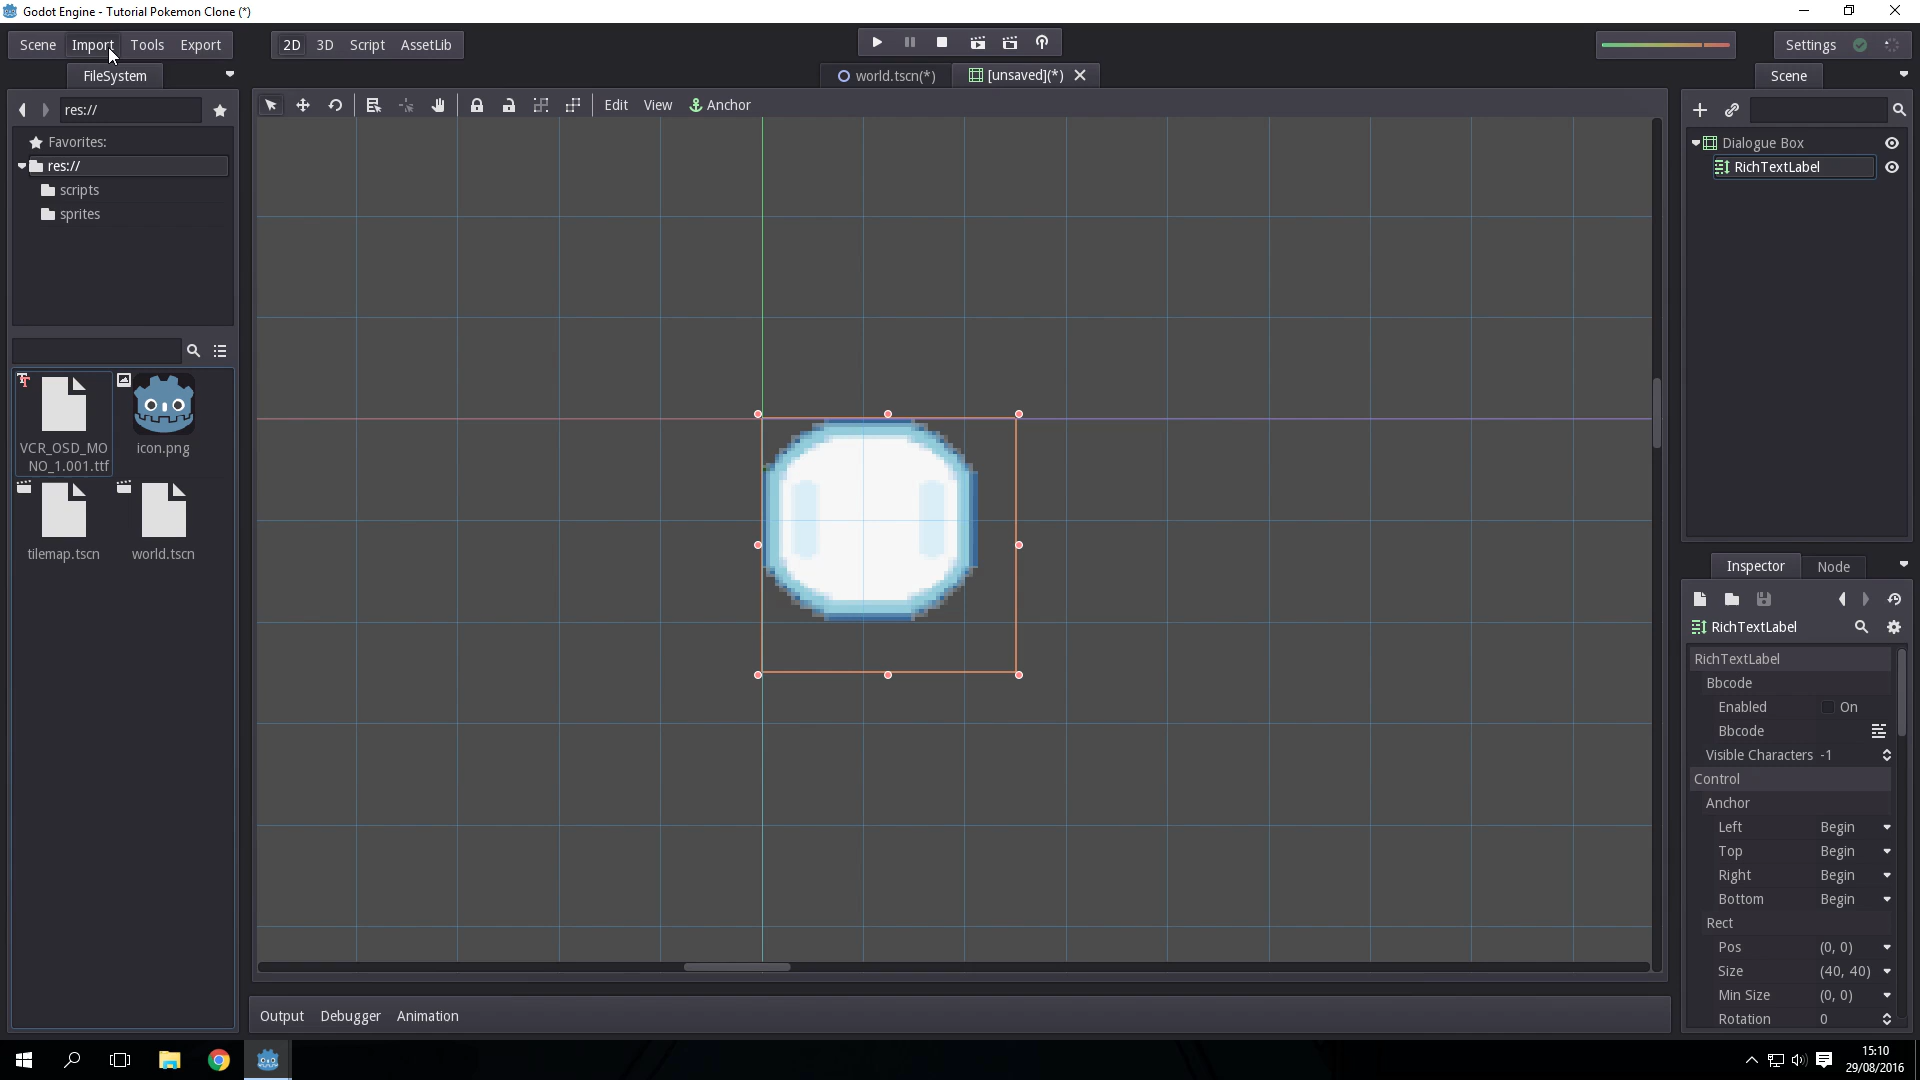 Godot Engine - Tutorial Pokemon Clone (*)
Scene Import Tools Export 2D 3D Script AssetLib Settings
FileSystem world.tscn(*) [unsaved](*) Scene
res:// Edit View Anchor
Favorites:
res://
scripts
sprites
VCR_OSD_MO
NO_1.001.ttf
icon.png
tilemap.tscn
world.tscn
Dialogue Box
RichTextLabel
Inspector Node
RichTextLabel
RichTextLabel
Bbcode
Enabled On
Bbcode
Visible Characters -1
Control
Anchor
Left Begin
Top Begin
Right Begin
Bottom Begin
Rect
Pos (0, 0)
Size (40, 40)
Min Size (0, 0)
Rotation 0
Output Debugger Animation
15:10
29/08/2016